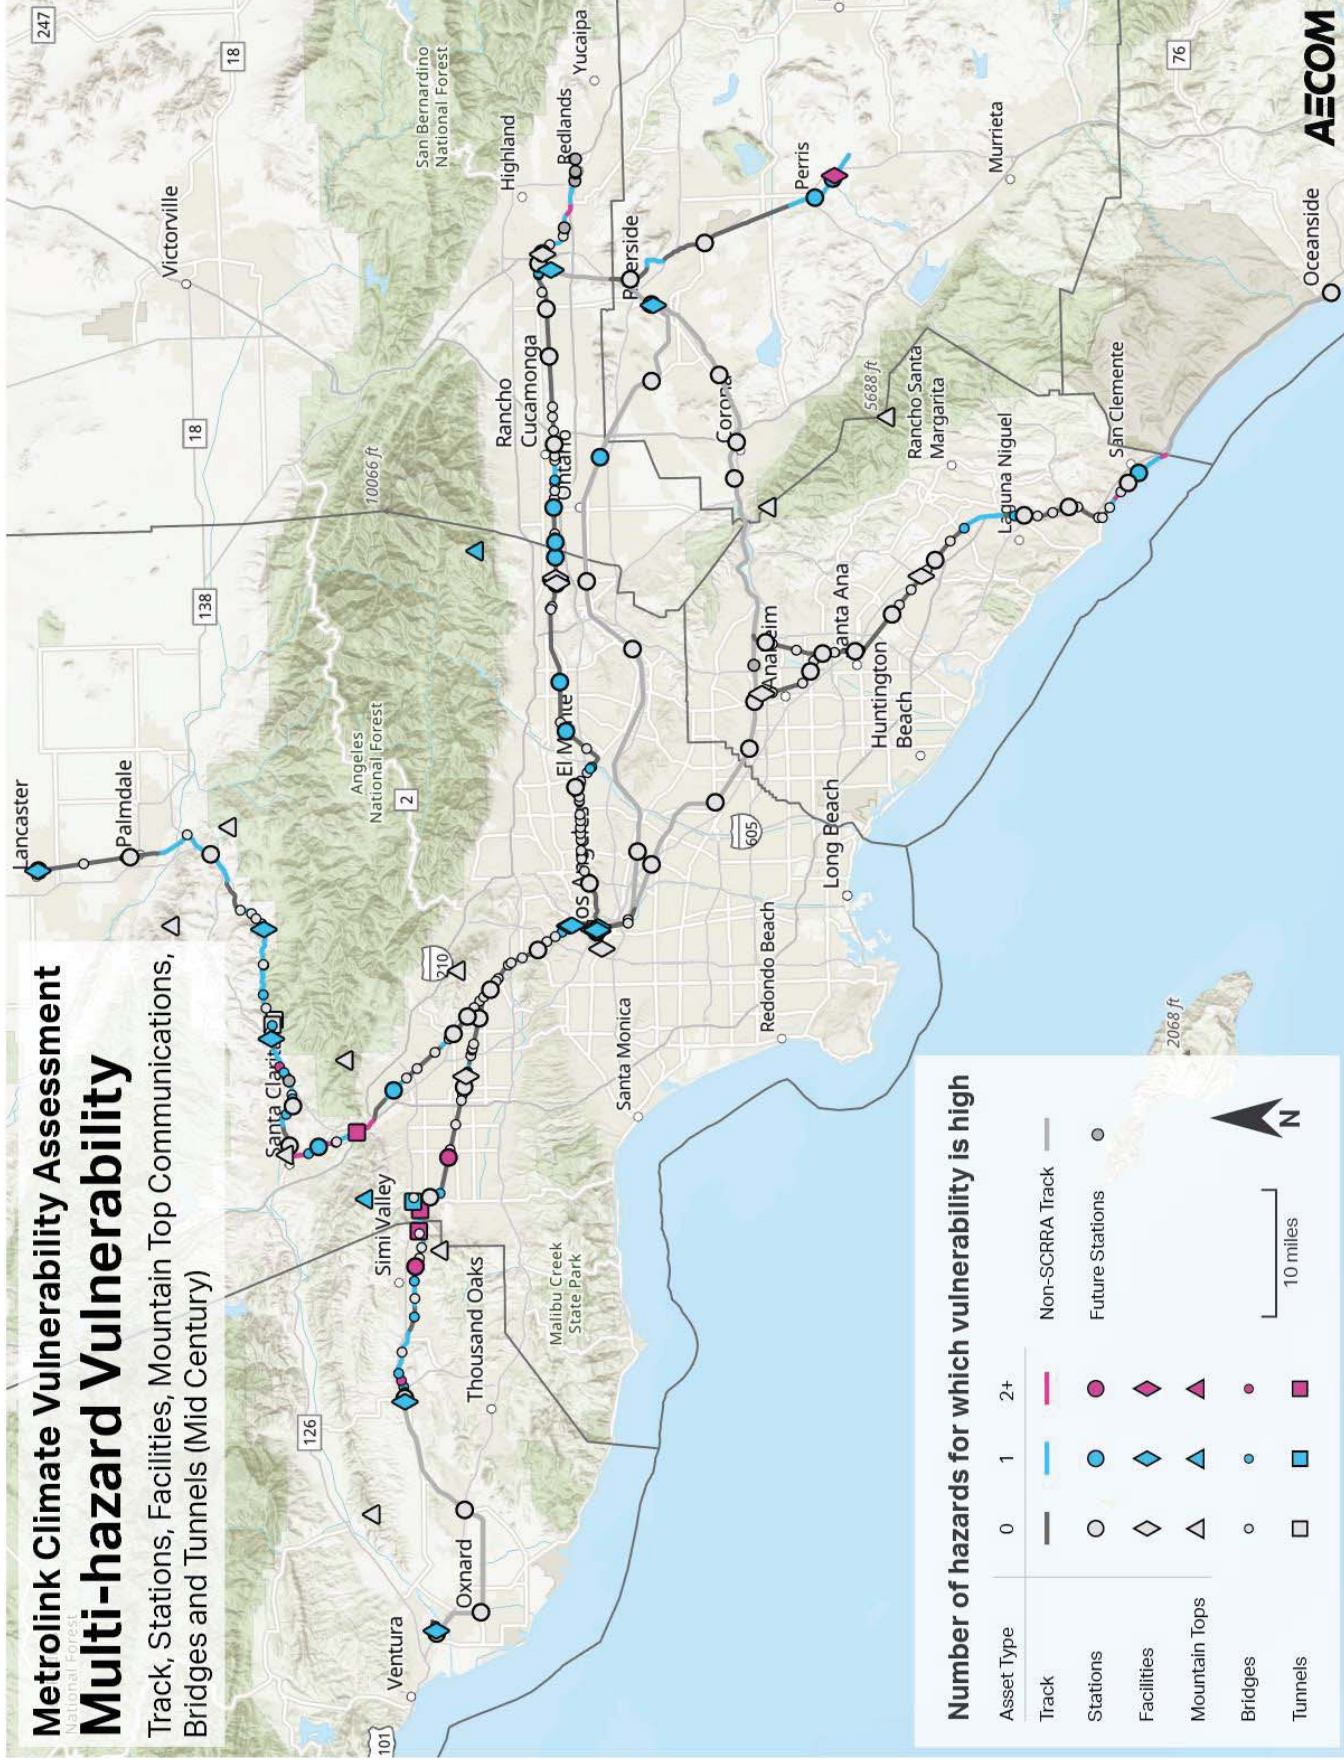 Metrolink Climate Vulnerability Assessment
National Forest
Multi-hazard Vulnerability
Track, Stations, Facilities, Mountain Top Communications,
Bridges and Tunnels (Mid Century)
Lancaster
Palmdale
247
18
138
18
Victorville
10066 ft
Angeles
National Forest
2
San Bernardino
National Forest
126
Santa Clarita
210
Simi Valley
Thousand Oaks
Ventura
101
Oxnard
Malibu Creek
State Park
Santa Monica
Los Angeles
El Monte
Rancho
Cucamonga
Ontario
Highland
Redlands
Yucaipa
Riverside
Perris
Corona
Murrieta
605
Redondo Beach
Long Beach
Anaheim
Santa Ana
Huntington
Beach
5688 ft
Rancho Santa
Margarita
Laguna Niguel
San Clemente
Oceanside
76
2068 ft
Number of hazards for which vulnerability is high
Asset Type 0 1 2+
Track
Stations
Facilities
Mountain Tops
Bridges
Tunnels
Non-SCRRA Track
Future Stations
10 miles
N
AECOM